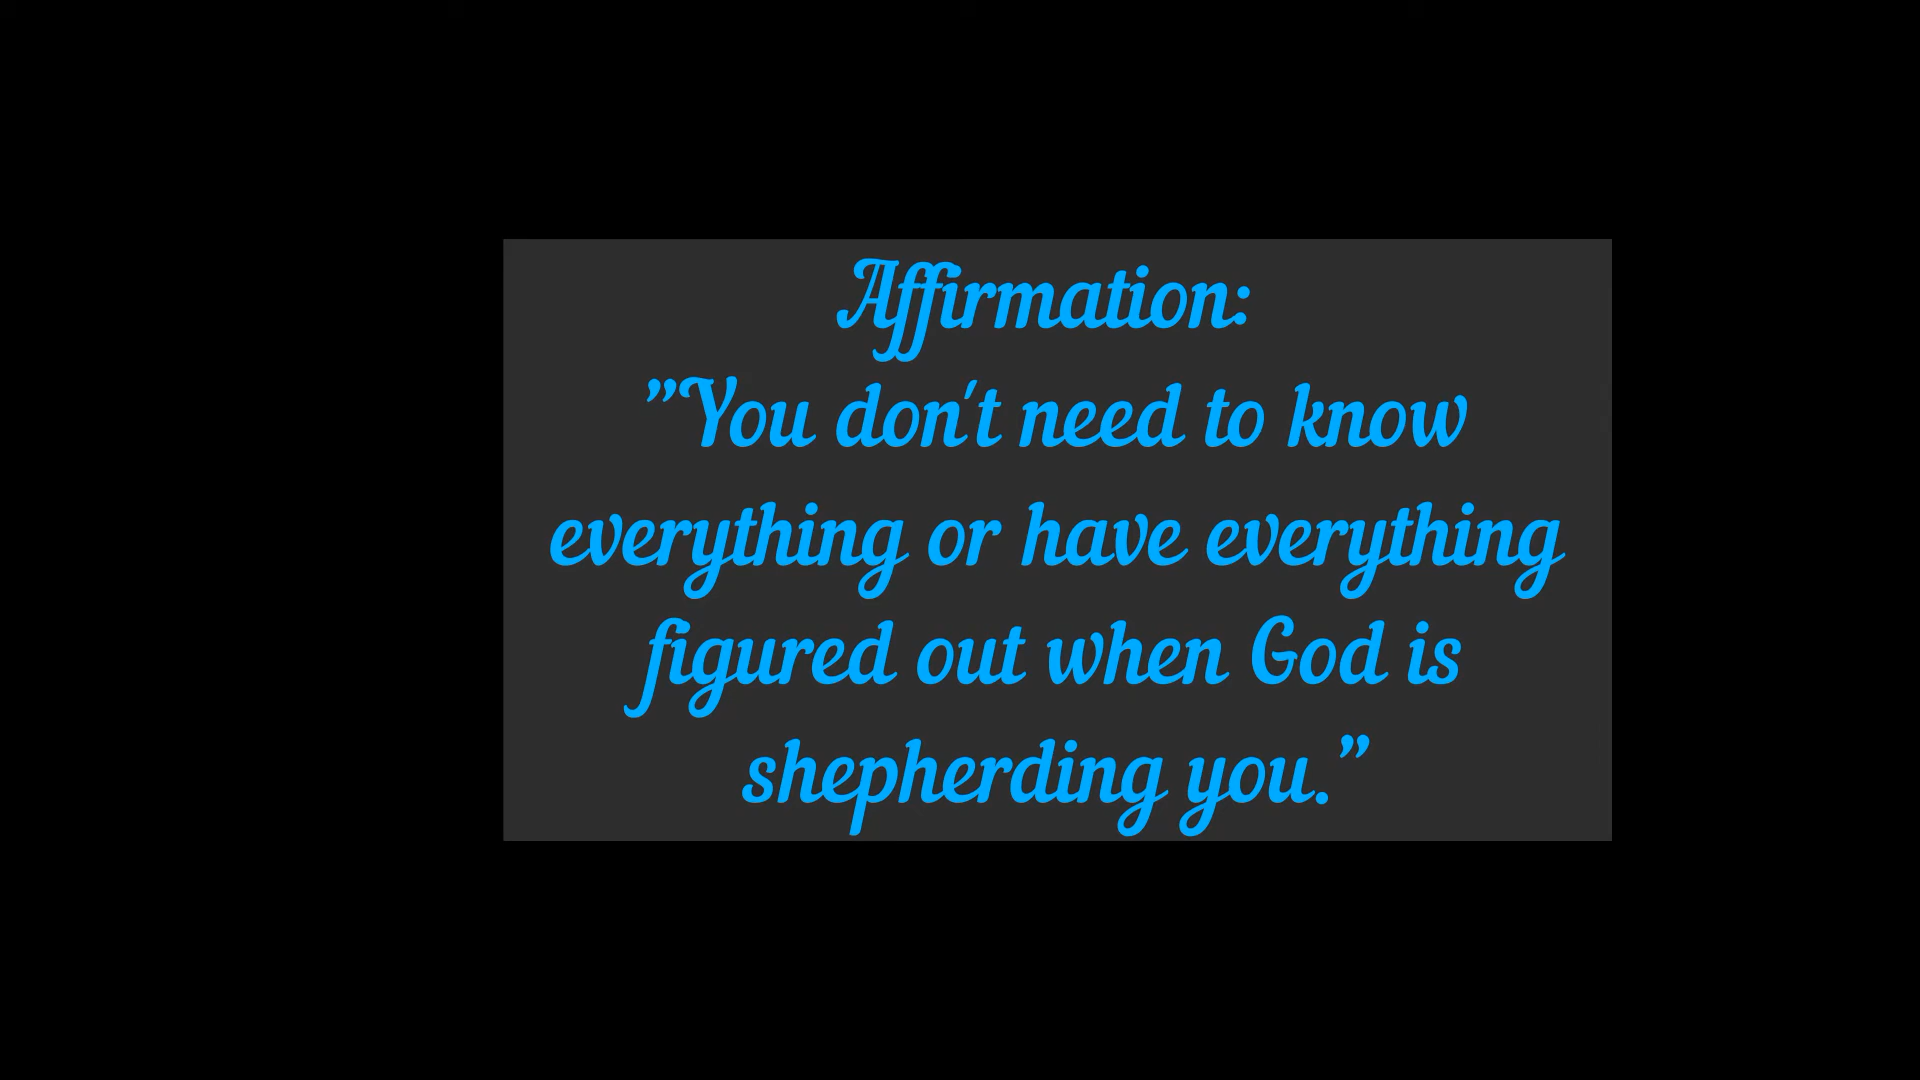 Affirmation:
”You don't need to know
everything or have everything
figured out when God is
shepherding you.”